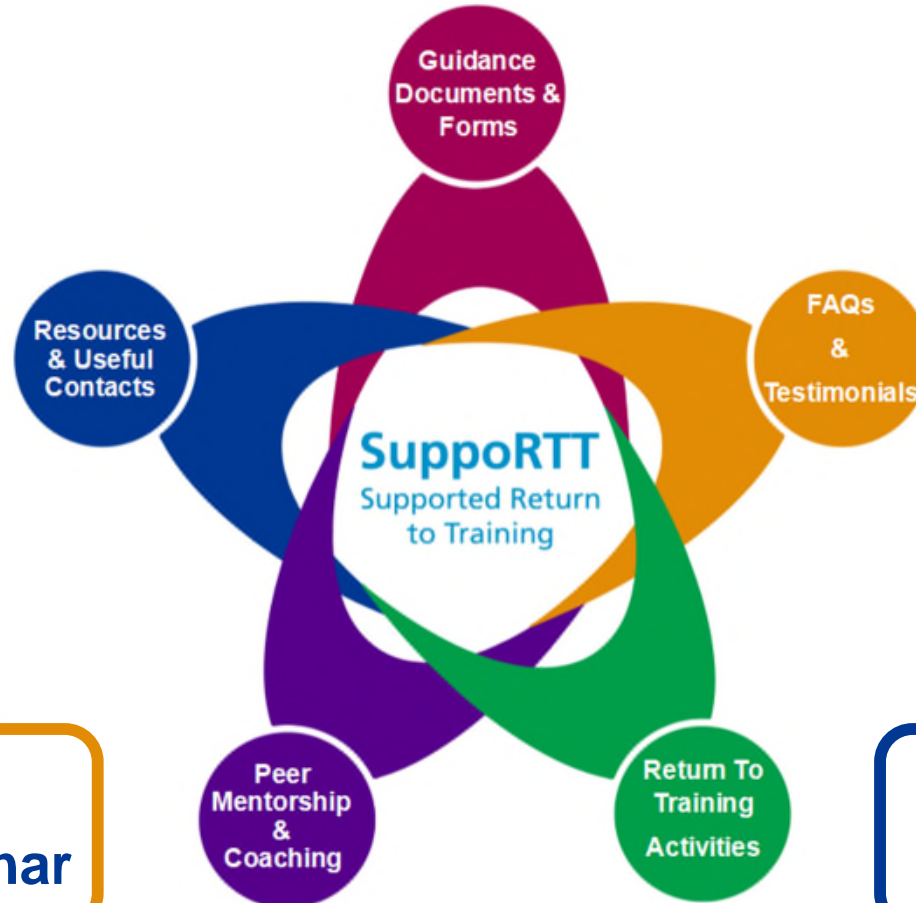 Guidance
Documents &
Forms
Resources
& Useful
Contacts
FAQs
&
Testimonials
SuppoRTT
Supported Return
to Training
Peer
Mentorship
&
Coaching
Return To
Training
Activities
nar